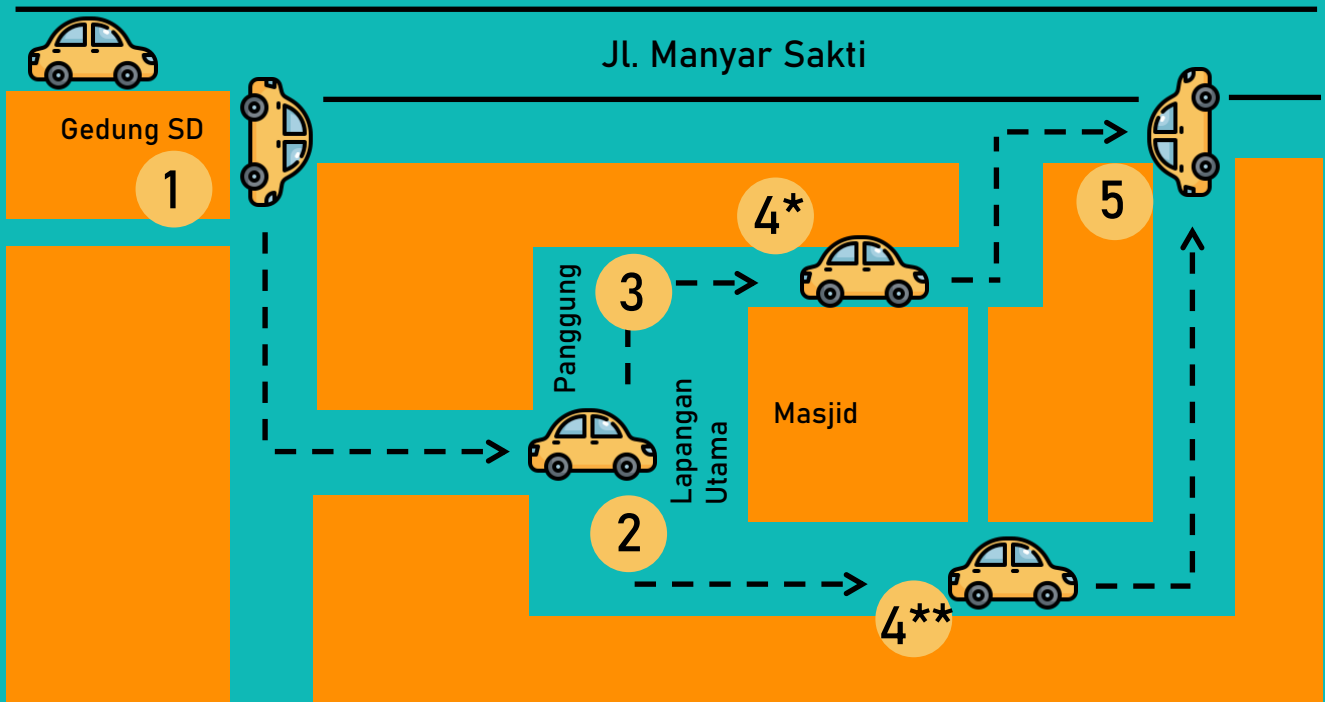 Jl. Manyar Sakti
Gedung SD
1
4*
5
3
Panggung
Lapangan
Utama
Masjid
2
4**